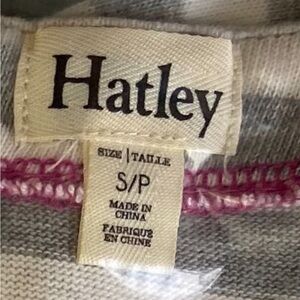 Hatley
SIZE | TAILLE
S/P
MADE IN
CHINA
FABRIQUÉ
EN CHINE